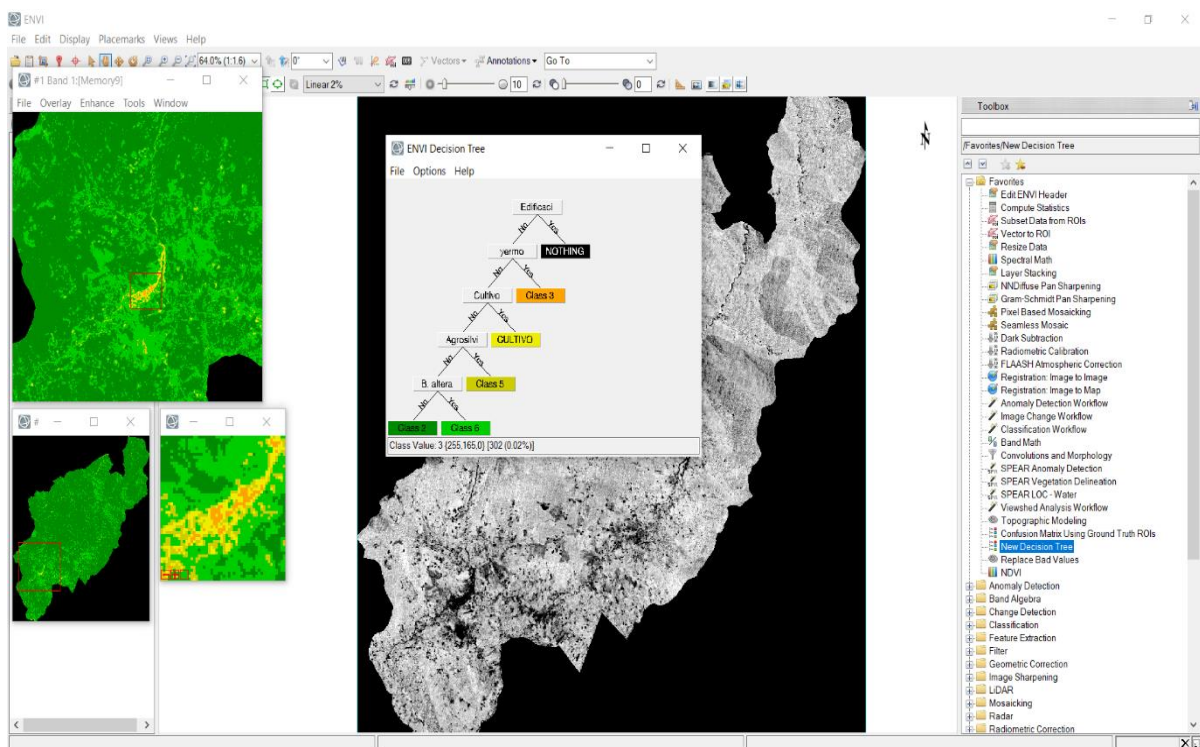 ENVI
File Edit Display Placemarks Views Help
64.0% (1:1.6) 0° Vectors Annotations Go To
Linear 2% 10 0
#1 Band 1:[Memory9]
File Overlay Enhance Tools Window
#
N
ENVI Decision Tree
File Options Help
Edificaci
No Yes
yermo NOTHING
No Yes
Cultivo Class 3
No Yes
Agrosilvi CULTIVO
No Yes
B. altera Class 5
No Yes
Class 2 Class 6
Class Value: 3 {255,165,0} [302 (0.02%)]
Toolbox
/Favorites/New Decision Tree
Favorites
Edit ENVI Header
Compute Statistics
Subset Data from ROIs
Vector to ROI
Resize Data
Spectral Math
Layer Stacking
NNDiffuse Pan Sharpening
Gram-Schmidt Pan Sharpening
Pixel Based Mosaicking
Seamless Mosaic
Dark Subtraction
Radiometric Calibration
FLAASH Atmospheric Correction
Registration: Image to Image
Registration: Image to Map
Anomaly Detection Workflow
Image Change Workflow
Classification Workflow
Band Math
Convolutions and Morphology
SPEAR Anomaly Detection
SPEAR Vegetation Delineation
SPEAR LOC - Water
Viewshed Analysis Workflow
Topographic Modeling
Confusion Matrix Using Ground Truth ROIs
New Decision Tree
Replace Bad Values
NDVI
Anomaly Detection
Band Algebra
Change Detection
Classification
Feature Extraction
Filter
Geometric Correction
Image Sharpening
LiDAR
Mosaicking
Radar
Radiometric Correction